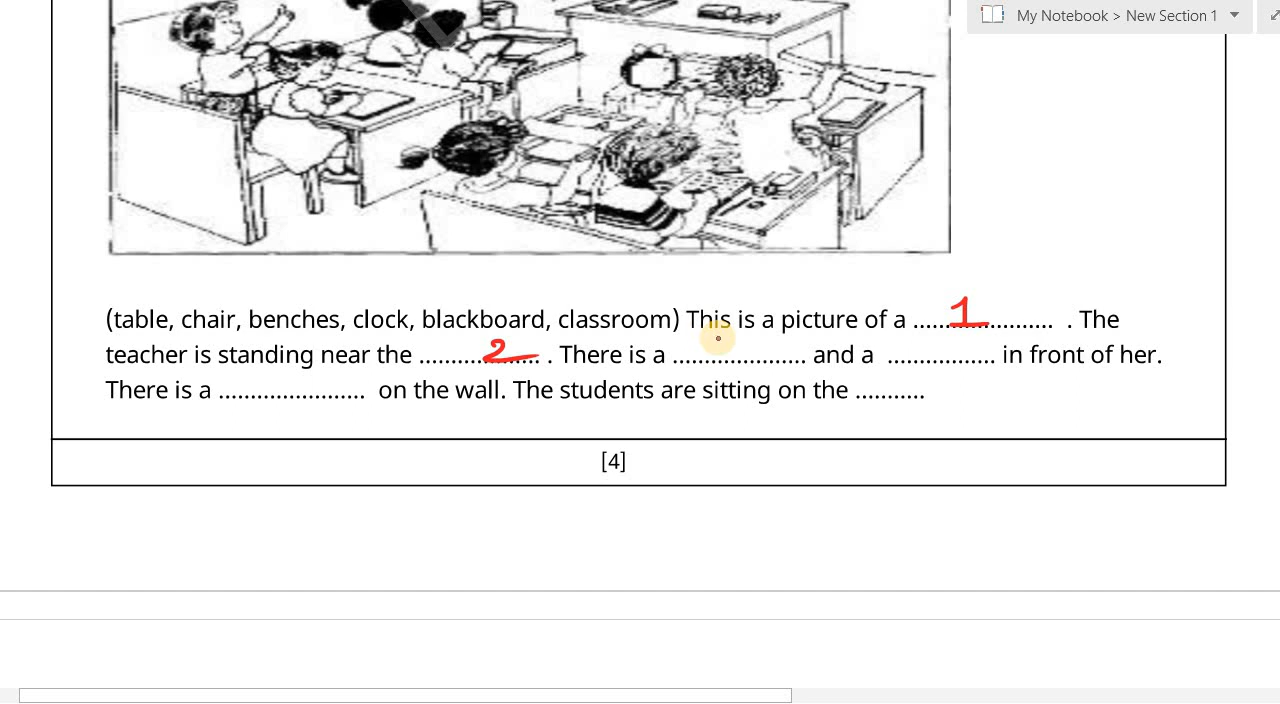 My Notebook > New Section 1
(table, chair, benches, clock, blackboard, classroom) This is a picture of a ......1............... . The
teacher is standing near the ..........2......... . There is a ..................... and a ................. in front of her.
There is a ....................... on the wall. The students are sitting on the ...........
[4]